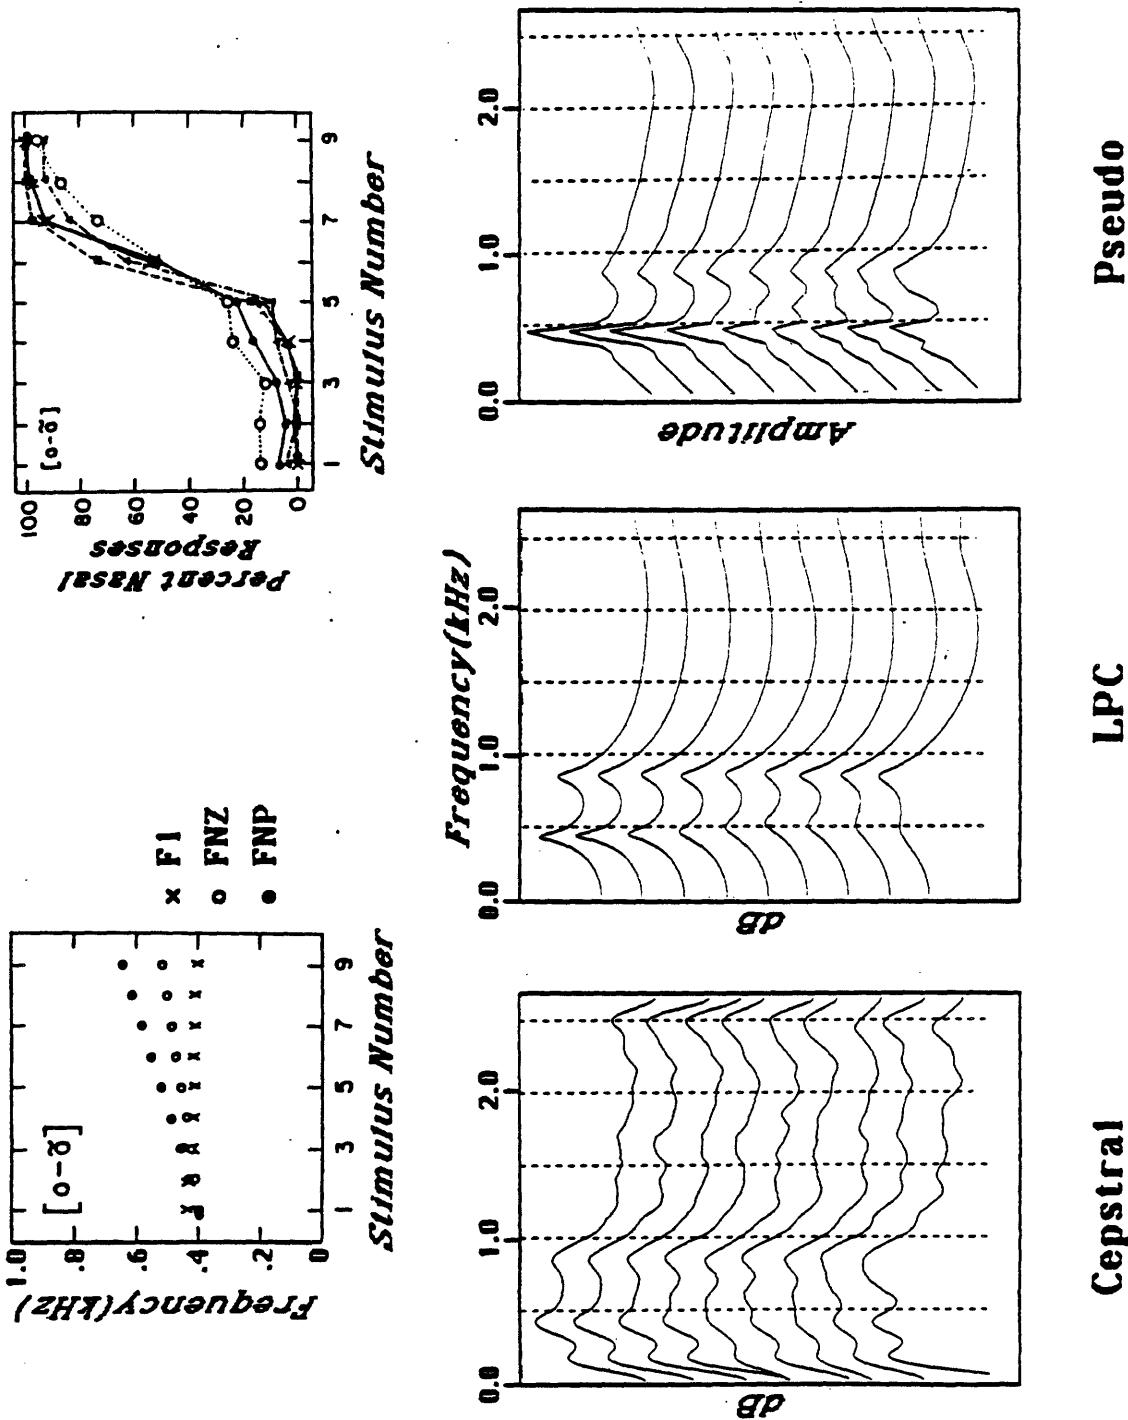 [o-õ]
Frequency(kHz)
1.0
.8
.6
.4
.2
0
1 3 5 7 9
Stimulus Number
x F1
o FNZ
● FNP
[o-õ]
Percent Nasal
Responses
100
80
60
40
20
0
1 3 5 7 9
Stimulus Number
Frequency(kHz)
0.0 1.0 2.0
dB
Cepstral
0.0 1.0 2.0
dB
LPC
0.0 1.0 2.0
Amplitude
Pseudo